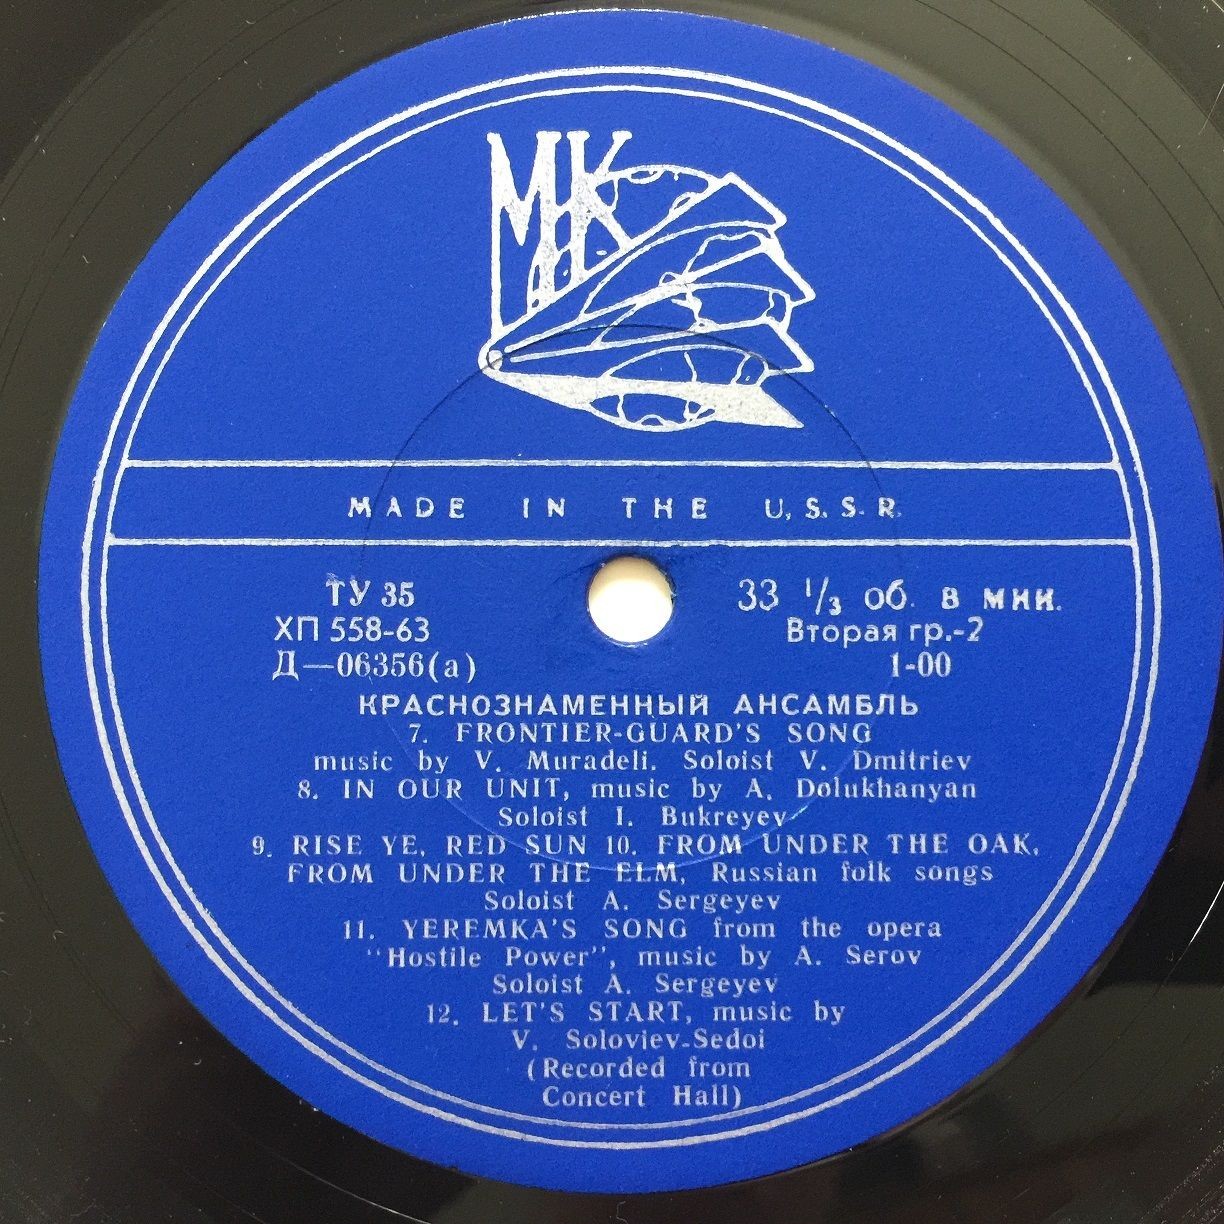 МК
MADE IN THE U.S.S.R.
ТУ 35
ХП 558-63
Д—06356(а)
33 1/3 об. в мин.
Вторая гр.-2
1-00
КРАСНОЗНАМЕННЫЙ АНСАМБЛЬ
7. FRONTIER-GUARD'S SONG
music by V. Muradeli. Soloist V. Dmitriev
8. IN OUR UNIT, music by A. Dolukhanyan
Soloist I. Bukreyev
9. RISE YE, RED SUN 10. FROM UNDER THE OAK,
FROM UNDER THE ELM, Russian folk songs
Soloist A. Sergeyev
11. YEREMKA'S SONG from the opera
"Hostile Power", music by A. Serov
Soloist A. Sergeyev
12. LET'S START, music by
V. Soloviev-Sedoi
(Recorded from
Concert Hall)